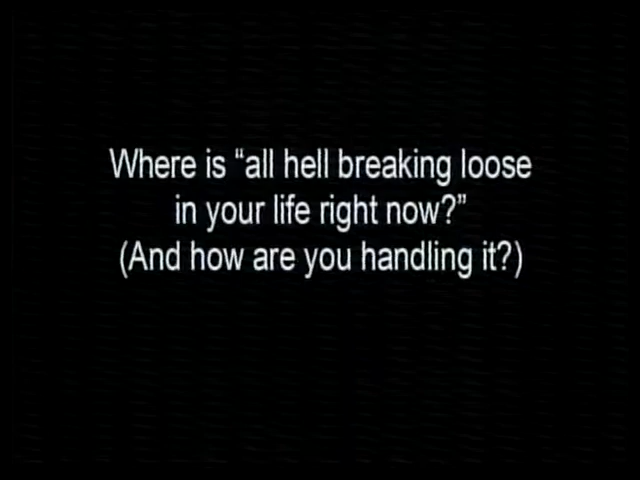 Where is “all hell breaking loose
in your life right now?”
(And how are you handling it?)